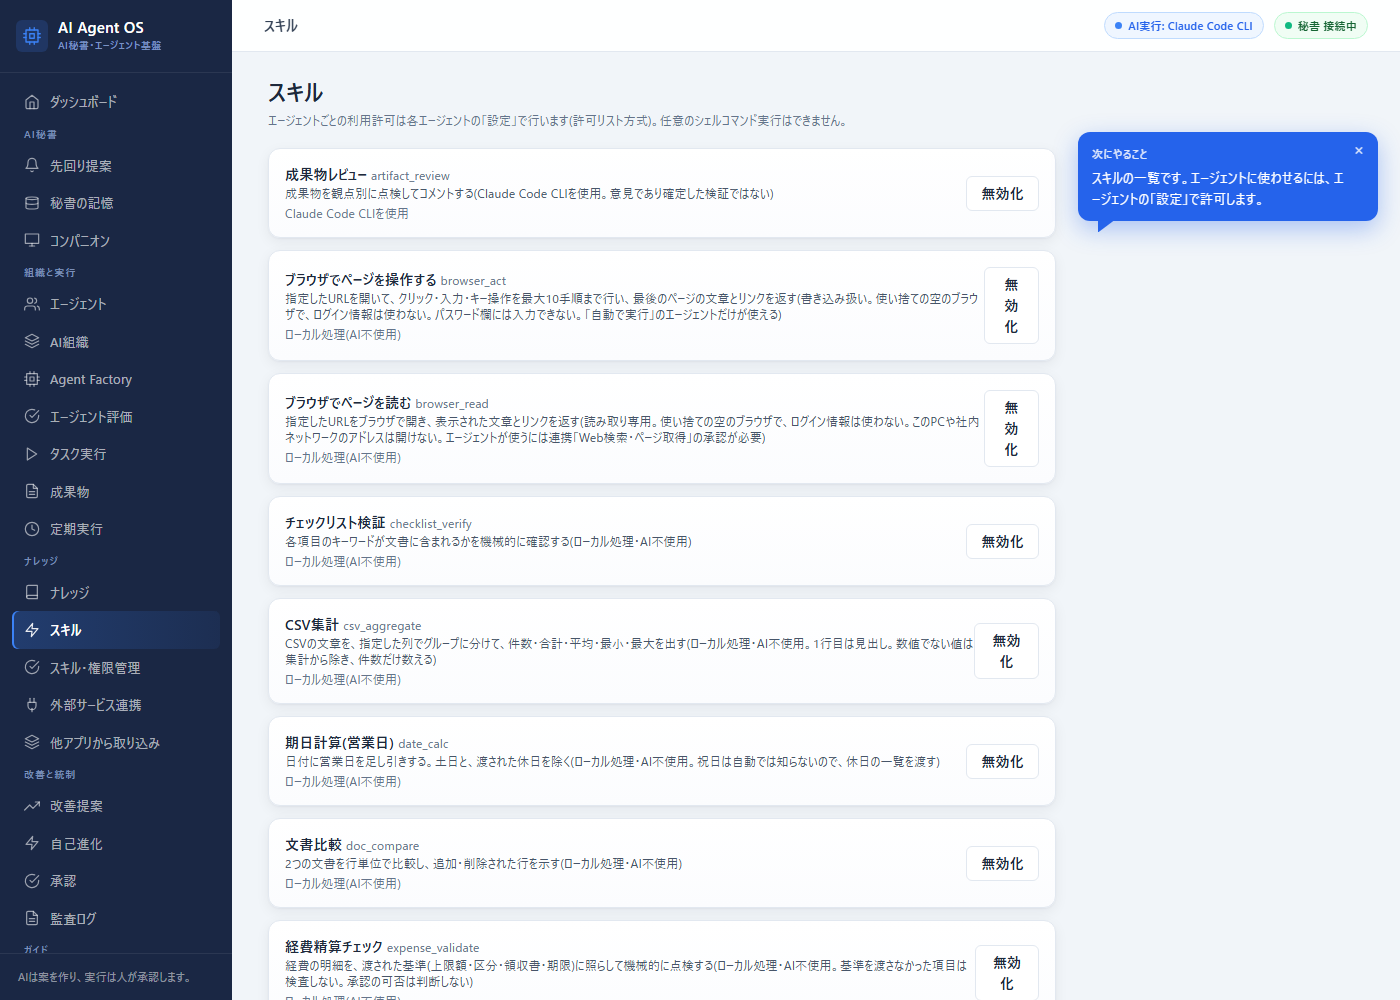 AI Agent OS
AI秘書・エージェント基盤
ダッシュボード
AI秘書
先回り提案
秘書の記憶
コンパニオン
組織と実行
エージェント
AI組織
Agent Factory
エージェント評価
タスク実行
成果物
定期実行
ナレッジ
ナレッジ
スキル
スキル・権限管理
外部サービス連携
他アプリから取り込み
改善と統制
改善提案
自己進化
承認
監査ログ
ガイド
AIは案を作り、実行は人が承認します。
スキル
AI実行: Claude Code CLI
秘書 接続中
スキル
エージェントごとの利用許可は各エージェントの「設定」で行います(許可リスト方式)。任意のシェルコマンド実行はできません。
成果物レビュー artifact_review
成果物を観点別に点検してコメントする(Claude Code CLIを使用。意見であり確定した検証ではない)
Claude Code CLIを使用
無効化
ブラウザでページを操作する browser_act
指定したURLを開いて、クリック・入力・キー操作を最大10手順まで行い、最後のページの文章とリンクを返す(書き込み扱い。使い捨ての空のブラウ
ザで、ログイン情報は使わない。パスワード欄には入力できない。「自動で実行」のエージェントだけが使える)
ローカル処理(AI不使用)
無
効
化
ブラウザでページを読む browser_read
指定したURLをブラウザで開き、表示された文章とリンクを返す(読み取り専用。使い捨ての空のブラウザで、ログイン情報は使わない。このPCや社内
ネットワークのアドレスは開けない。エージェントが使うには連携「Web検索・ページ取得」の承認が必要)
ローカル処理(AI不使用)
無
効
化
チェックリスト検証 checklist_verify
各項目のキーワードが文書に含まれるかを機械的に確認する(ローカル処理・AI不使用)
ローカル処理(AI不使用)
無効化
CSV集計 csv_aggregate
CSVの文章を、指定した列でグループに分けて、件数・合計・平均・最小・最大を出す(ローカル処理・AI不使用。1行目は見出し。数値でない値は
集計から除き、件数だけ数える)
ローカル処理(AI不使用)
無効
化
期日計算(営業日) date_calc
日付に営業日を足し引きする。土日と、渡された休日を除く(ローカル処理・AI不使用。祝日は自動では知らないので、休日の一覧を渡す)
ローカル処理(AI不使用)
無効化
文書比較 doc_compare
2つの文書を行単位で比較し、追加・削除された行を示す(ローカル処理・AI不使用)
ローカル処理(AI不使用)
無効化
経費精算チェック expense_validate
経費の明細を、渡された基準(上限額・区分・領収書・期限)に照らして機械的に点検する(ローカル処理・AI不使用。基準を渡さなかった項目は
検査しない。承認の可否は判断しない)
ローカル処理(AI不使用)
無効
化
次にやること
×
スキルの一覧です。エージェントに使わせるには、エ
ージェントの「設定」で許可します。